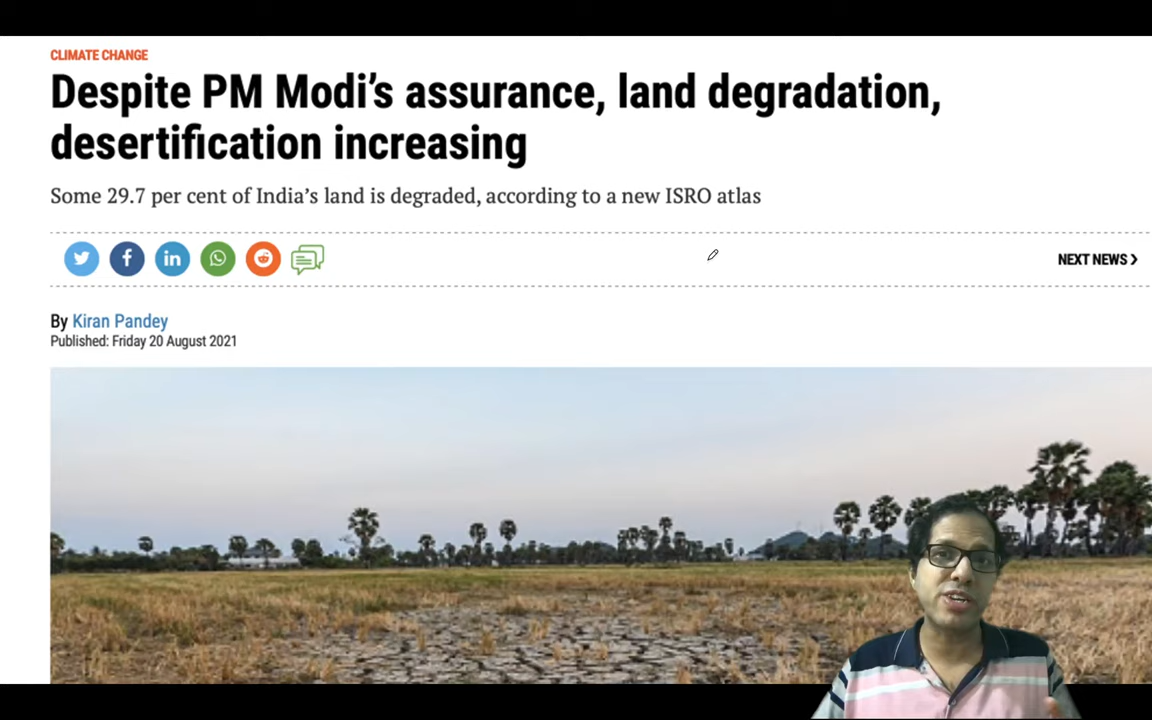 CLIMATE CHANGE
Despite PM Modi’s assurance, land degradation,
desertification increasing
Some 29.7 per cent of India’s land is degraded, according to a new ISRO atlas
in
NEXT NEWS ❯
By Kiran Pandey
Published: Friday 20 August 2021